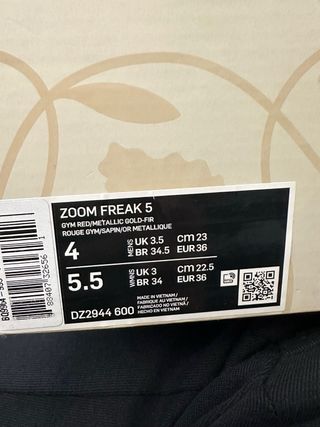 ZOOM FREAK 5
GYM RED/METALLIC GOLD-FIR
ROUGE GYM/SAPIN/OR METALLIQUE
4 MENS UK 3.5 cm 23
BR 34.5 EUR 36
5.5 WMNS UK 3 cm 22.5
BR 34 EUR 36
DZ2944 600
MADE IN VIETNAM/
FABRIQUÉ AU VIETNAM/
HECHO EN VIETNAM